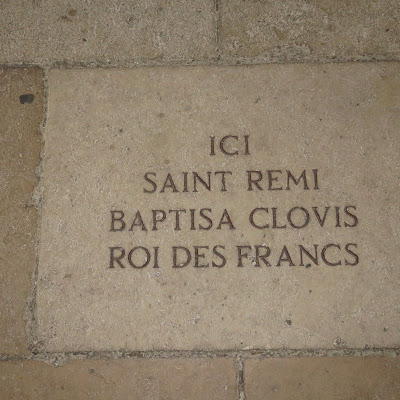 ICI
SAINT REMI
BAPTISA CLOVIS
ROI DES FRANCS